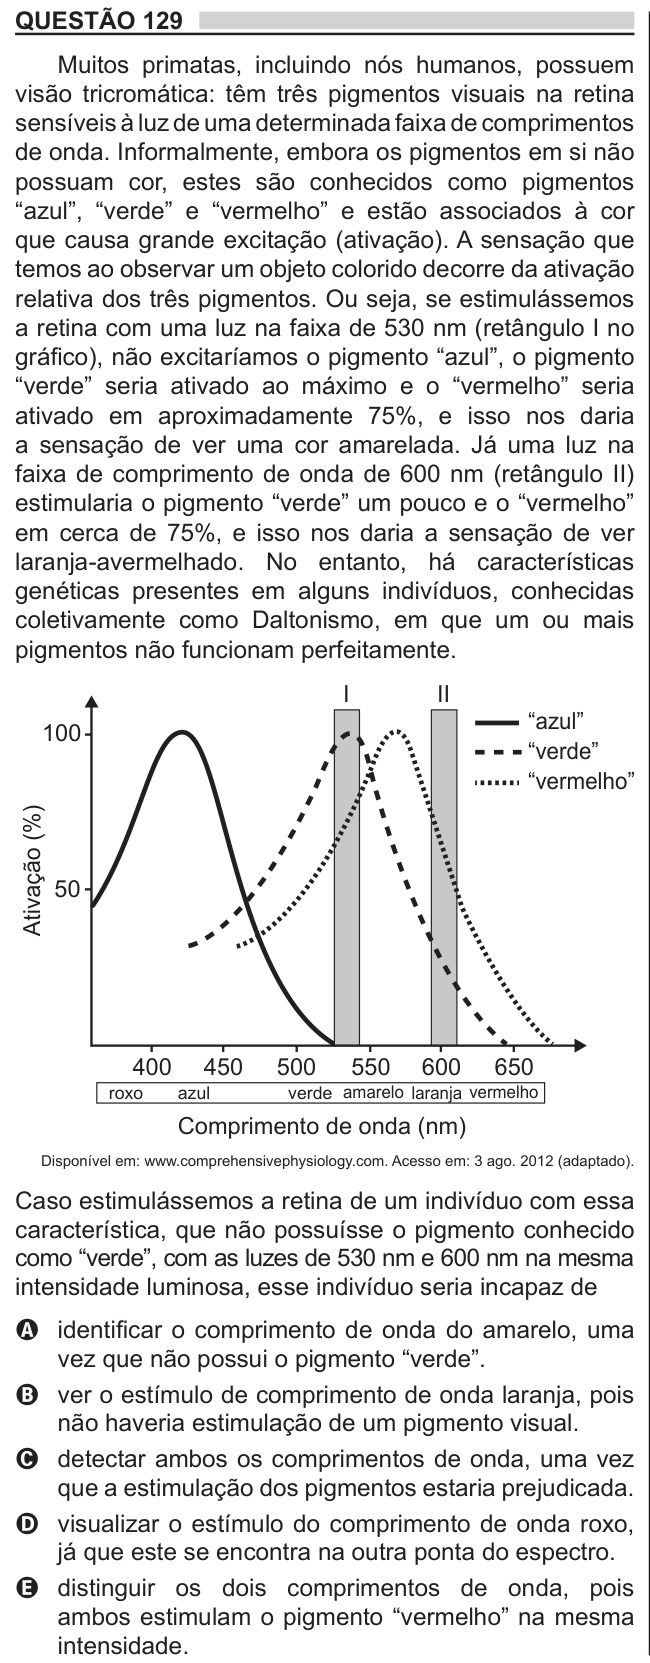 QUESTÃO 129
Muitos primatas, incluindo nós humanos, possuem
visão tricromática: têm três pigmentos visuais na retina
sensíveis à luz de uma determinada faixa de comprimentos
de onda. Informalmente, embora os pigmentos em si não
possuam cor, estes são conhecidos como pigmentos
“azul”, “verde” e “vermelho” e estão associados à cor
que causa grande excitação (ativação). A sensação que
temos ao observar um objeto colorido decorre da ativação
relativa dos três pigmentos. Ou seja, se estimulássemos
a retina com uma luz na faixa de 530 nm (retângulo I no
gráfico), não excitaríamos o pigmento “azul”, o pigmento
“verde” seria ativado ao máximo e o “vermelho” seria
ativado em aproximadamente 75%, e isso nos daria
a sensação de ver uma cor amarelada. Já uma luz na
faixa de comprimento de onda de 600 nm (retângulo II)
estimularia o pigmento “verde” um pouco e o “vermelho”
em cerca de 75%, e isso nos daria a sensação de ver
laranja-avermelhado. No entanto, há características
genéticas presentes em alguns indivíduos, conhecidas
coletivamente como Daltonismo, em que um ou mais
pigmentos não funcionam perfeitamente.
I II
“azul”
“verde”
“vermelho”
100
50
Ativação (%)
400 450 500 550 600 650
roxo azul verde amarelo laranja vermelho
Comprimento de onda (nm)
Disponível em: www.comprehensivephysiology.com. Acesso em: 3 ago. 2012 (adaptado).
Caso estimulássemos a retina de um indivíduo com essa
característica, que não possuísse o pigmento conhecido
como “verde”, com as luzes de 530 nm e 600 nm na mesma
intensidade luminosa, esse indivíduo seria incapaz de
A identificar o comprimento de onda do amarelo, uma
vez que não possui o pigmento “verde”.
B ver o estímulo de comprimento de onda laranja, pois
não haveria estimulação de um pigmento visual.
C detectar ambos os comprimentos de onda, uma vez
que a estimulação dos pigmentos estaria prejudicada.
D visualizar o estímulo do comprimento de onda roxo,
já que este se encontra na outra ponta do espectro.
E distinguir os dois comprimentos de onda, pois
ambos estimulam o pigmento “vermelho” na mesma
intensidade.